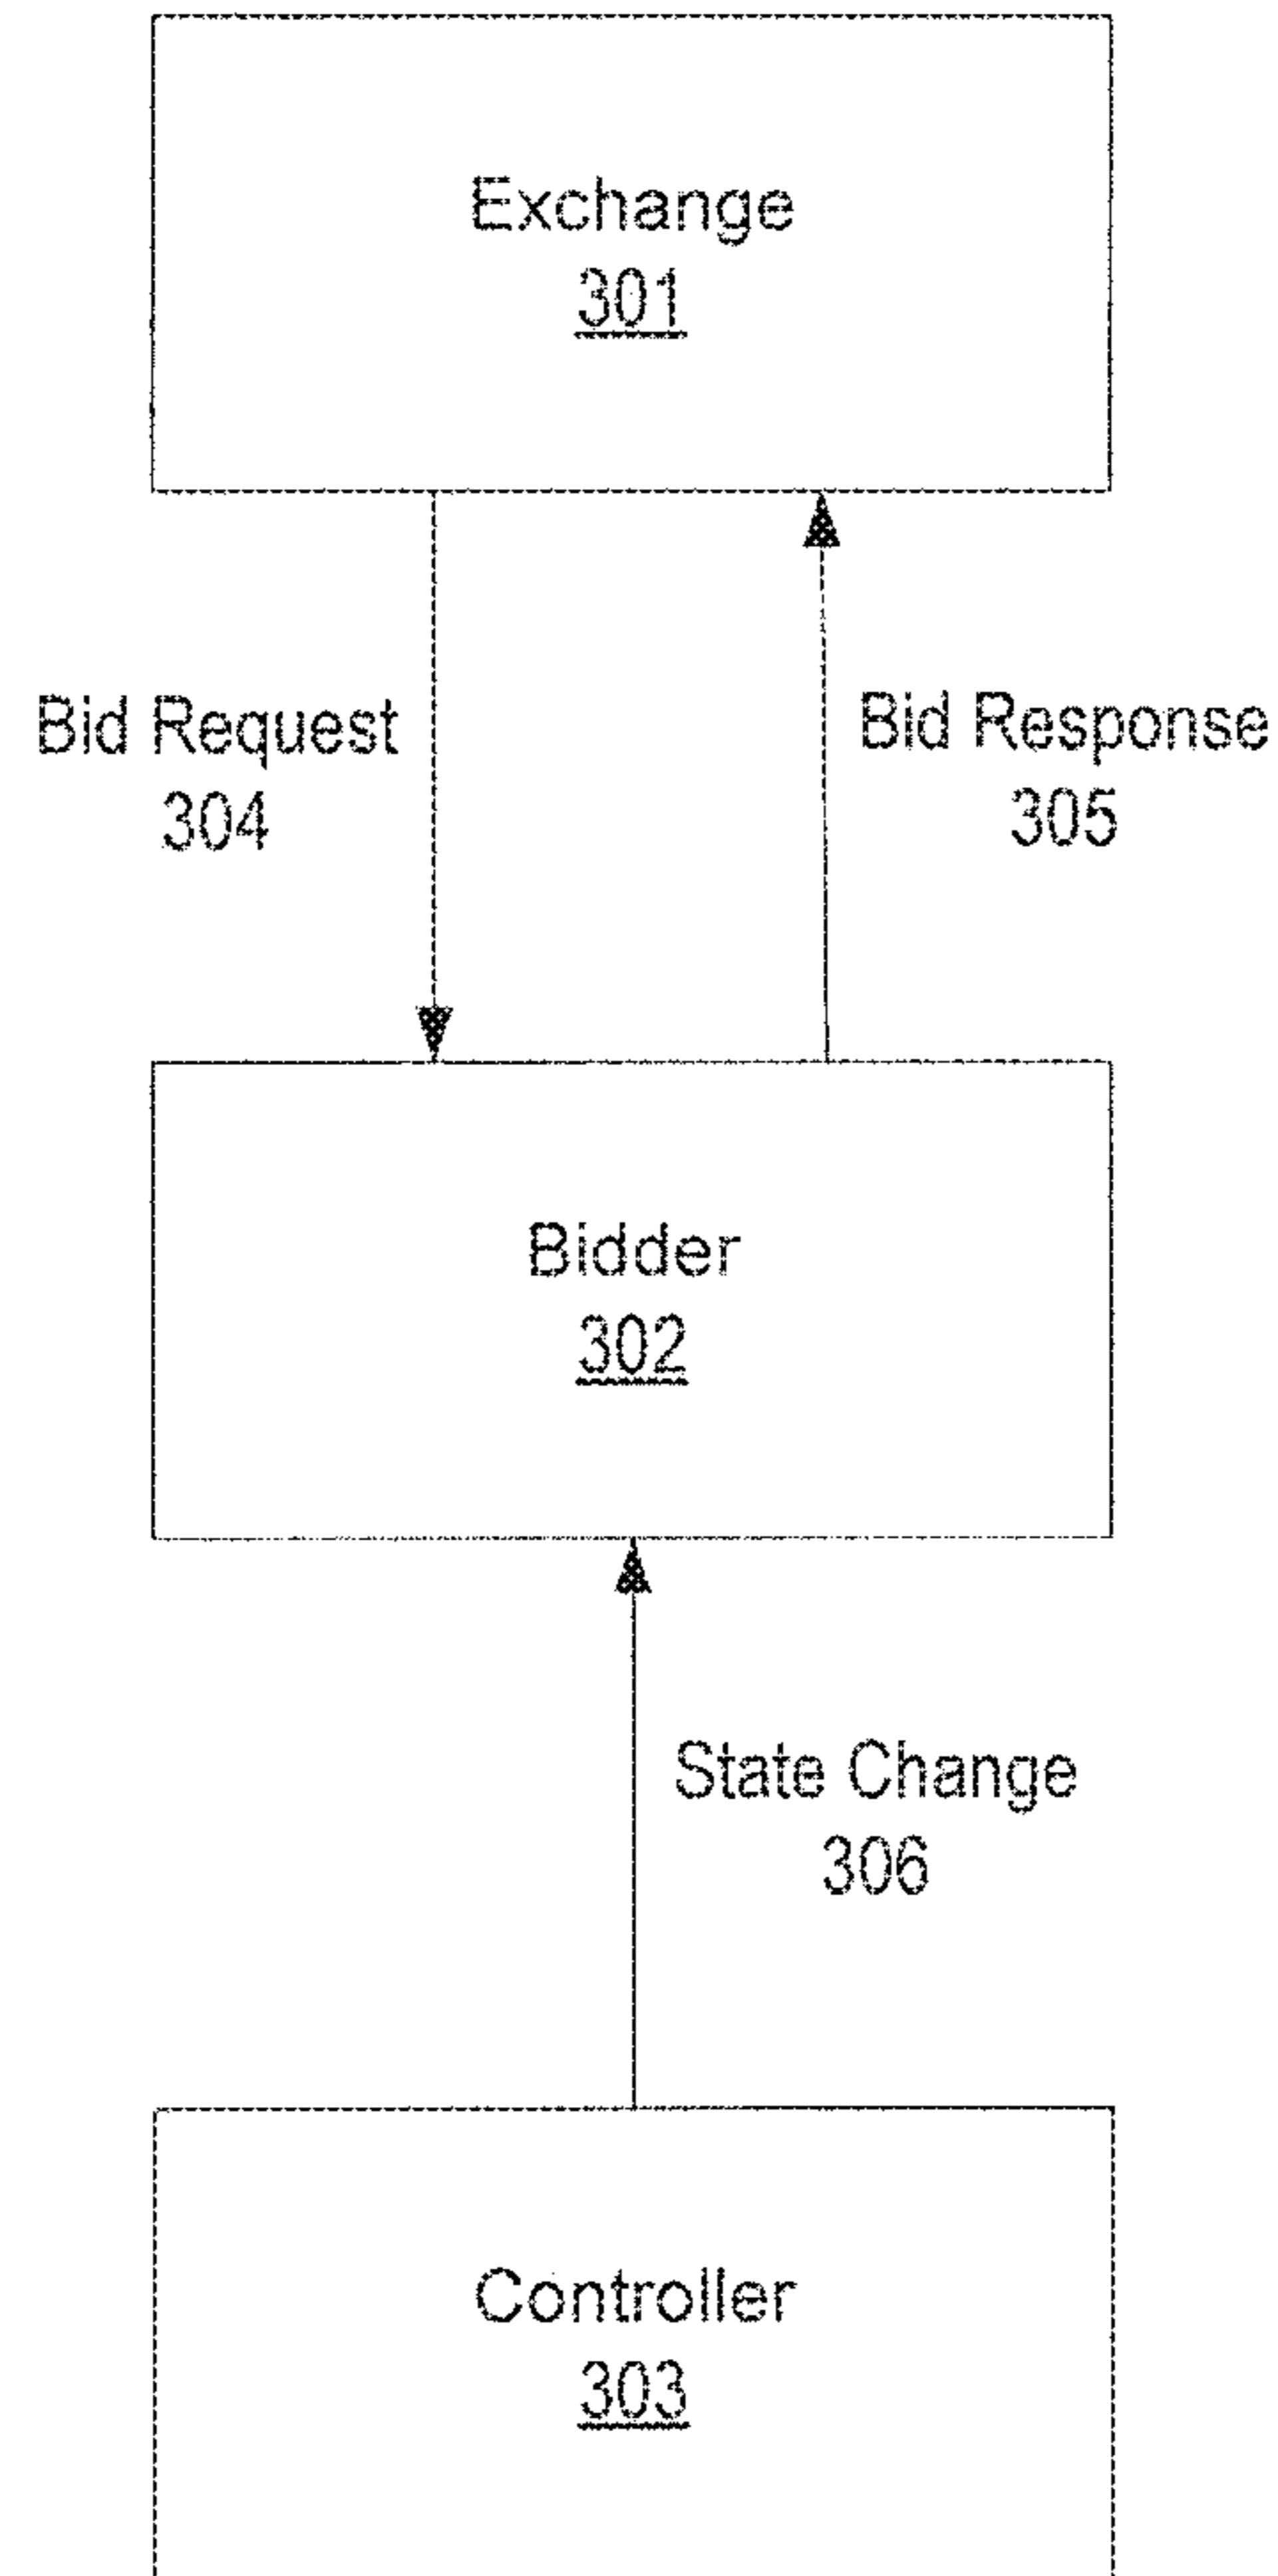 Exchange
301
Bid Request
304
Bid Response
305
Bidder
302
State Change
306
Controller
303